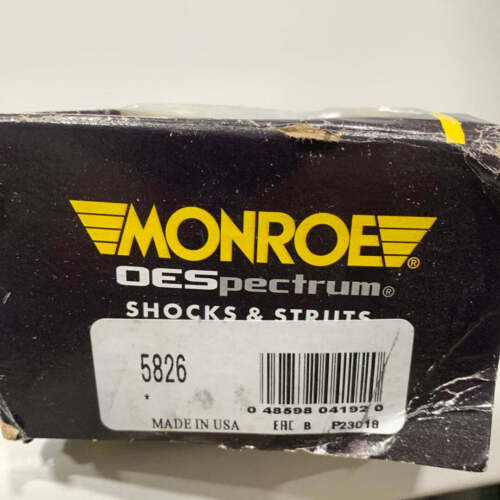 MONROE®
OESpectrum®
SHOCKS & STRUTS
5826
*
0 48598 04192 0
MADE IN USA EAC B P23018